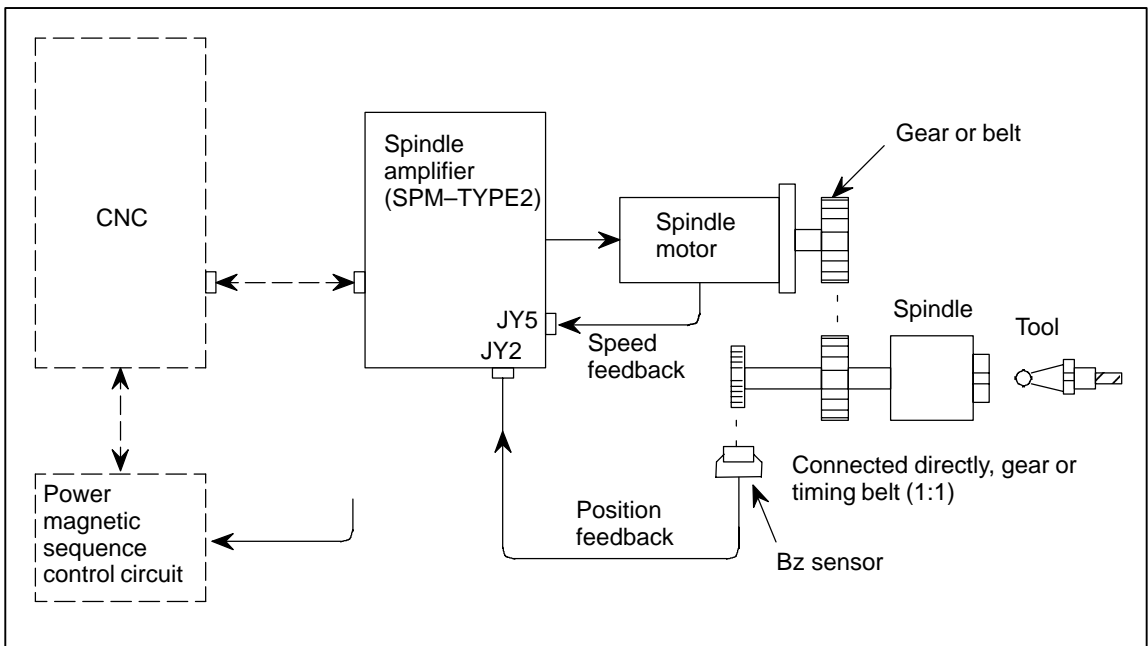 CNC
Spindle
amplifier
(SPM–TYPE2)
JY5
JY2
Spindle
motor
Gear or belt
Speed
feedback
Spindle
Tool
Power
magnetic
sequence
control circuit
Position
feedback
Connected directly, gear or
timing belt (1:1)
Bz sensor